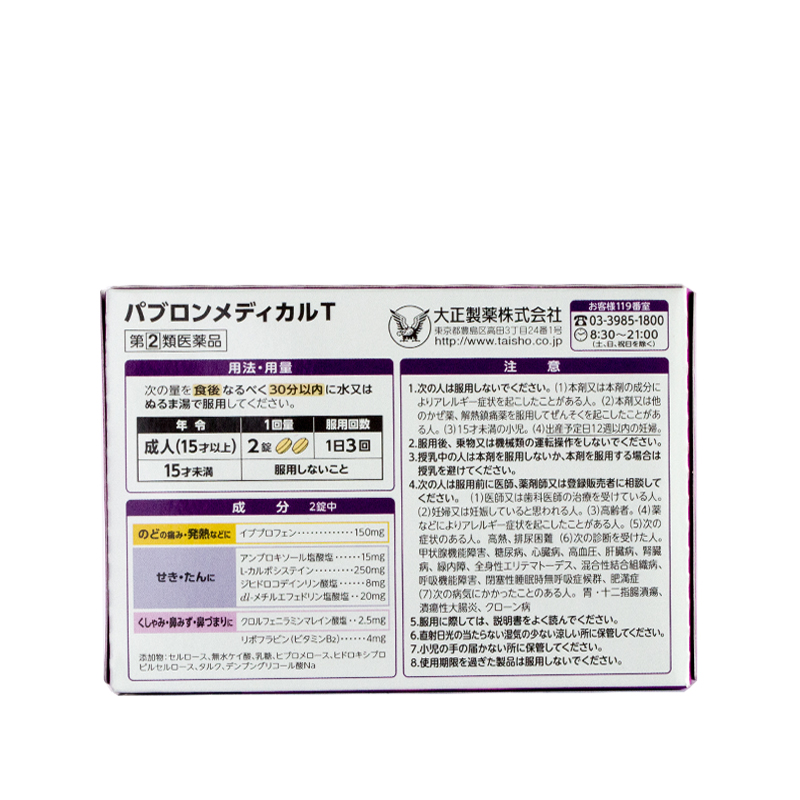 パブロンメディカルT
第②類医薬品
大正製薬株式会社
東京都豊島区高田3丁目24番1号
http://www.taisho.co.jp
お客様119番室
03-3985-1800
8:30~21:00
(土、日、祝日を除く)
用法・用量
次の量を食後なるべく30分以内に水又は
ぬるま湯で服用してください。
年令 1回量 服用回数
成人(15才以上) 2錠 1日3回
15才未満 服用しないこと
成分 2錠中
のどの痛み・発熱などに イブプロフェン…………150mg
せき・たんに
アンブロキソール塩酸塩……15mg
L-カルボシステイン………250mg
ジヒドロコデインリン酸塩……8mg
dl-メチルエフェドリン塩酸塩…20mg
くしゃみ・鼻みず・鼻づまりに クロルフェニラミンマレイン酸塩…2.5mg
リボフラビン(ビタミンB2)……4mg
添加物:セルロース、無水ケイ酸、乳糖、ヒプロメロース、ヒドロキシプロ
ピルセルロース、タルク、デンプングリコール酸Na
注意
1.次の人は服用しないでください。(1)本剤又は本剤の成分に
よりアレルギー症状を起こしたことがある人。(2)本剤又は他
のかぜ薬、解熱鎮痛薬を服用してぜんそくを起こしたことがあ
る人。(3)15才未満の小児。(4)出産予定日12週以内の妊婦。
2.服用後、乗物又は機械類の運転操作をしないでください。
3.授乳中の人は本剤を服用しないか、本剤を服用する場合は
授乳を避けてください。
4.次の人は服用前に医師、薬剤師又は登録販売者に相談して
ください。(1)医師又は歯科医師の治療を受けている人。
(2)妊婦又は妊娠していると思われる人。(3)高齢者。(4)薬
などによりアレルギー症状を起こしたことがある人。(5)次の
症状のある人。高熱、排尿困難 (6)次の診断を受けた人。
甲状腺機能障害、糖尿病、心臓病、高血圧、肝臓病、腎臓
病、緑内障、全身性エリテマトーデス、混合性結合組織病、
呼吸機能障害、閉塞性睡眠時無呼吸症候群、肥満症
(7)次の病気にかかったことのある人。胃・十二指腸潰瘍、
潰瘍性大腸炎、クローン病
5.服用に際しては、説明書をよく読んでください。
6.直射日光の当たらない湿気の少ない涼しい所に保管してください。
7.小児の手の届かない所に保管してください。
8.使用期限を過ぎた製品は服用しないでください。